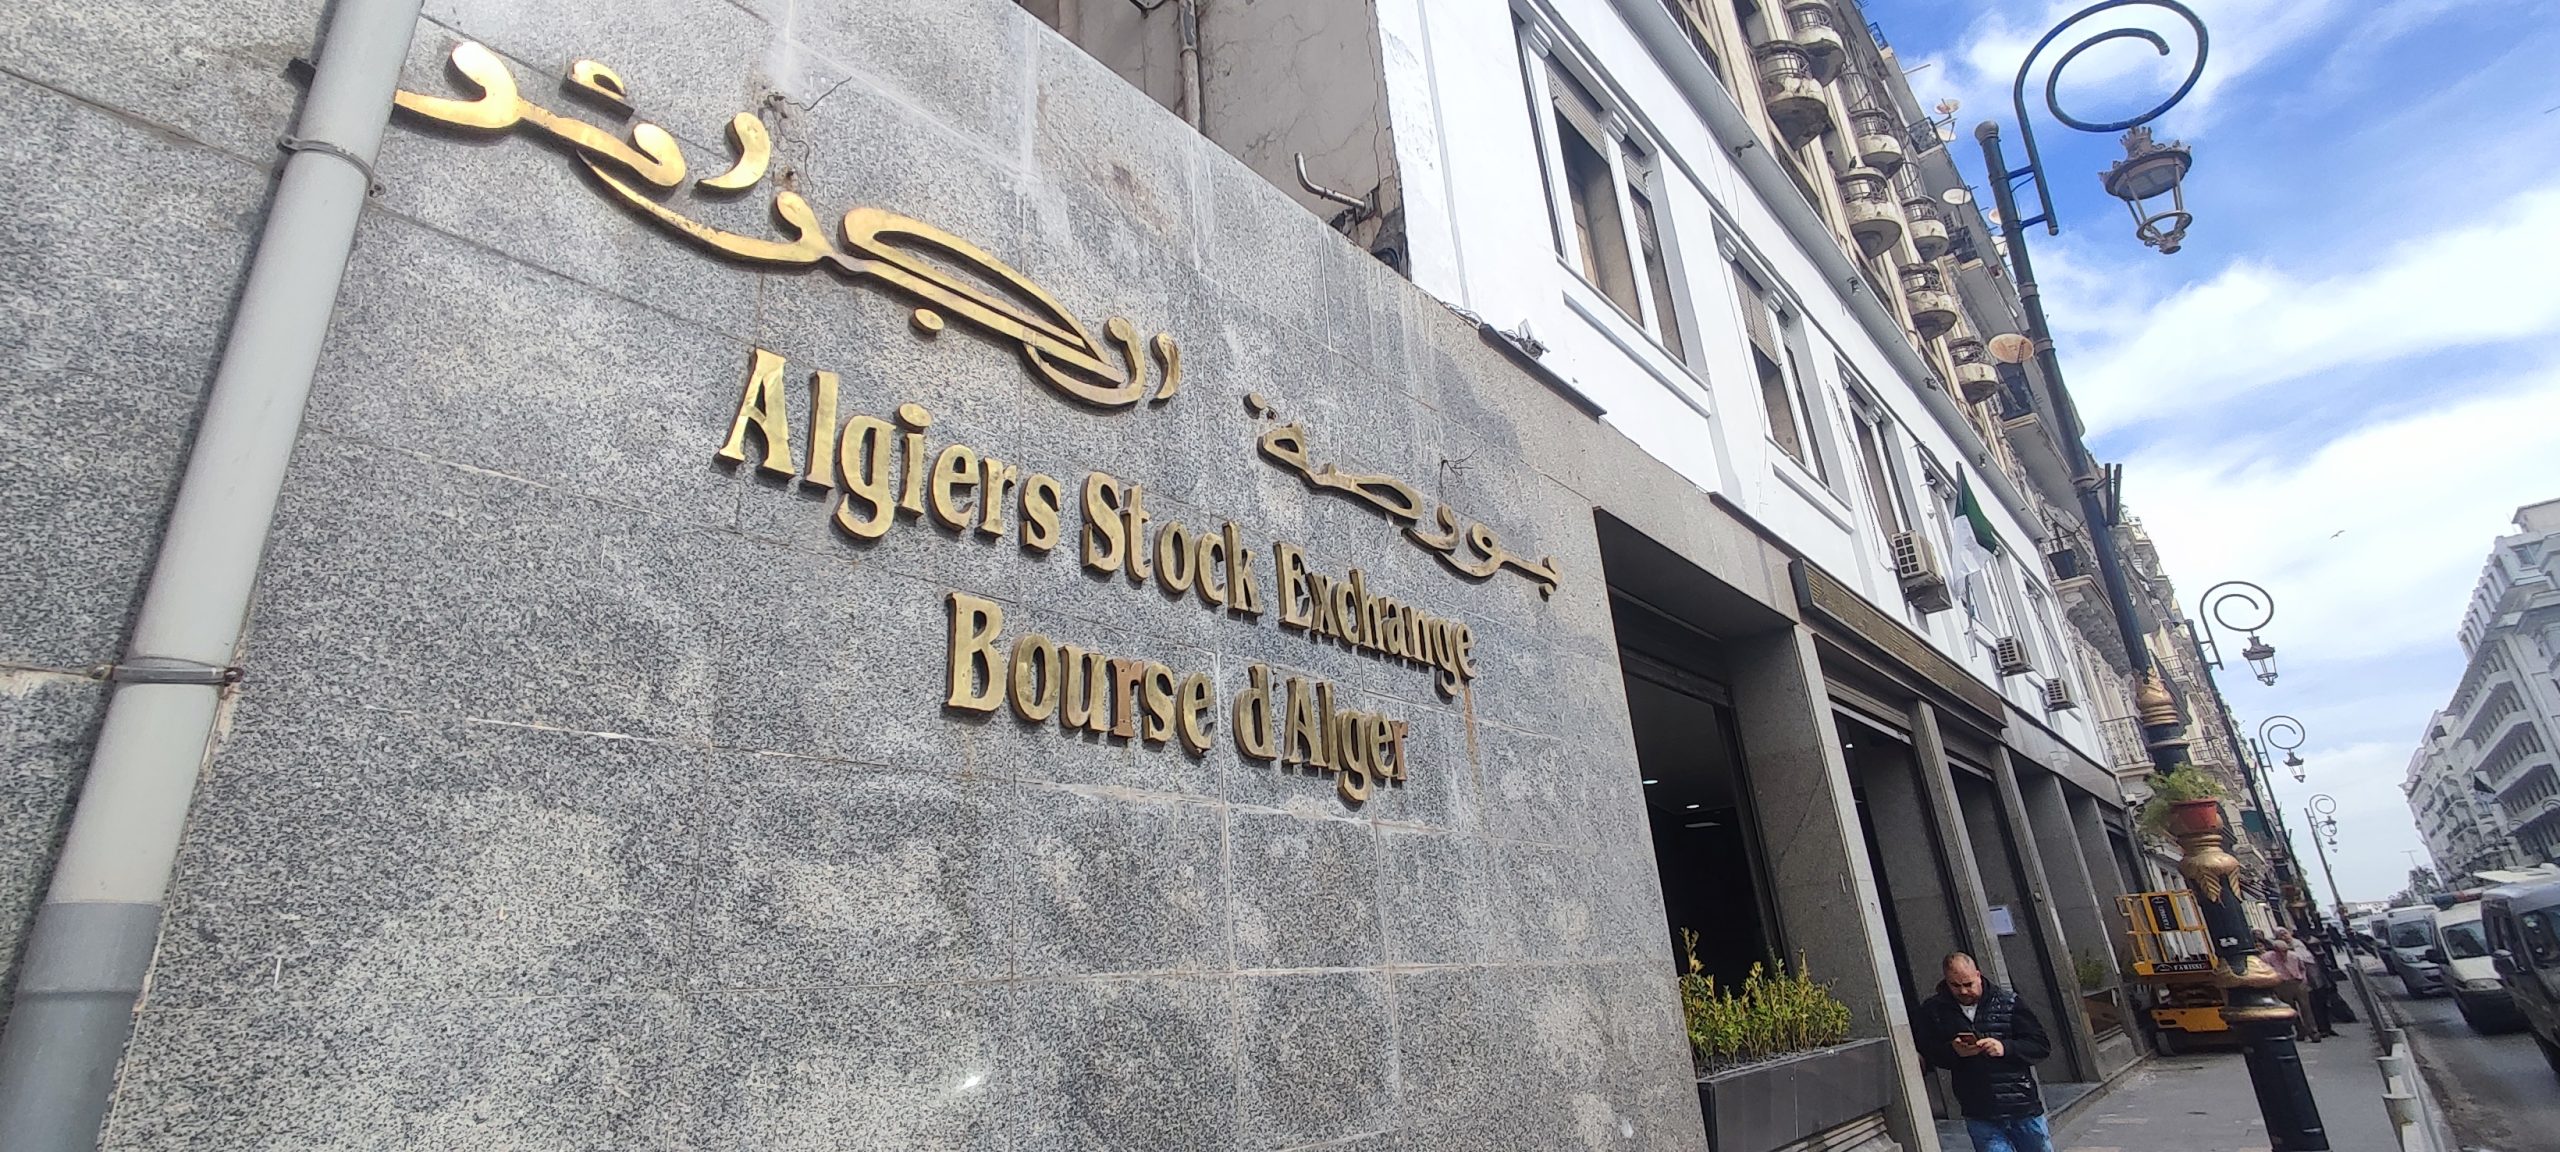 بورصة الجزائر
Algiers Stock Exchange
Bourse d'Alger